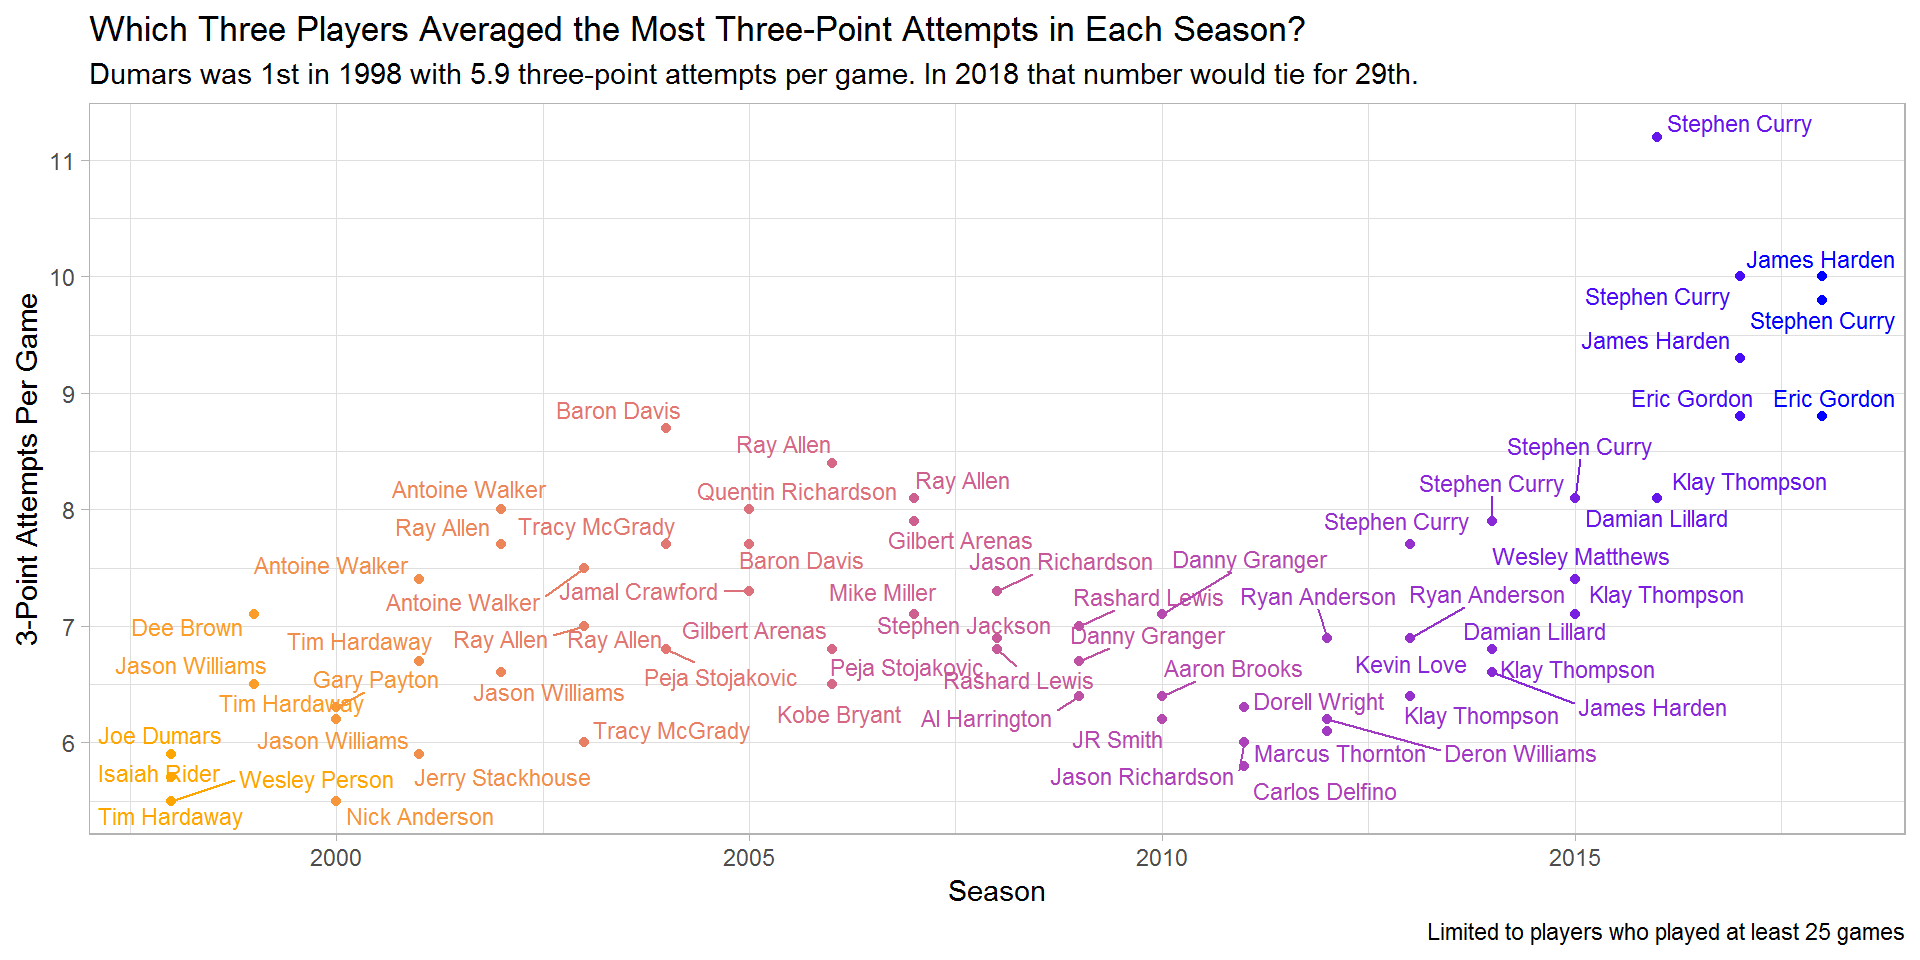 Which Three Players Averaged the Most Three-Point Attempts in Each Season?
Dumars was 1st in 1998 with 5.9 three-point attempts per game. In 2018 that number would tie for 29th.
3-Point Attempts Per Game
11
10
9
8
7
6
Stephen Curry
James Harden
Stephen Curry
Stephen Curry
James Harden
Eric Gordon
Eric Gordon
Baron Davis
Ray Allen
Stephen Curry
Ray Allen
Klay Thompson
Stephen Curry
Antoine Walker
Quentin Richardson
Damian Lillard
Stephen Curry
Ray Allen
Tracy McGrady
Gilbert Arenas
Wesley Matthews
Baron Davis
Jason Richardson
Danny Granger
Antoine Walker
Jamal Crawford
Mike Miller
Ryan Anderson
Ryan Anderson
Klay Thompson
Antoine Walker
Rashard Lewis
Dee Brown
Gilbert Arenas
Stephen Jackson
Damian Lillard
Tim Hardaway
Ray Allen
Ray Allen
Danny Granger
Jason Williams
Peja Stojakovic
Aaron Brooks
Kevin Love
Klay Thompson
Gary Payton
Peja Stojakovic
Rashard Lewis
Jason Williams
Tim Hardaway
Dorell Wright
James Harden
Kobe Bryant
Al Harrington
Klay Thompson
Joe Dumars
Jason Williams
Tracy McGrady
JR Smith
Marcus Thornton
Deron Williams
Isaiah Rider
Wesley Person
Jerry Stackhouse
Jason Richardson
Carlos Delfino
Tim Hardaway
Nick Anderson
2000
2005
2010
2015
Season
Limited to players who played at least 25 games